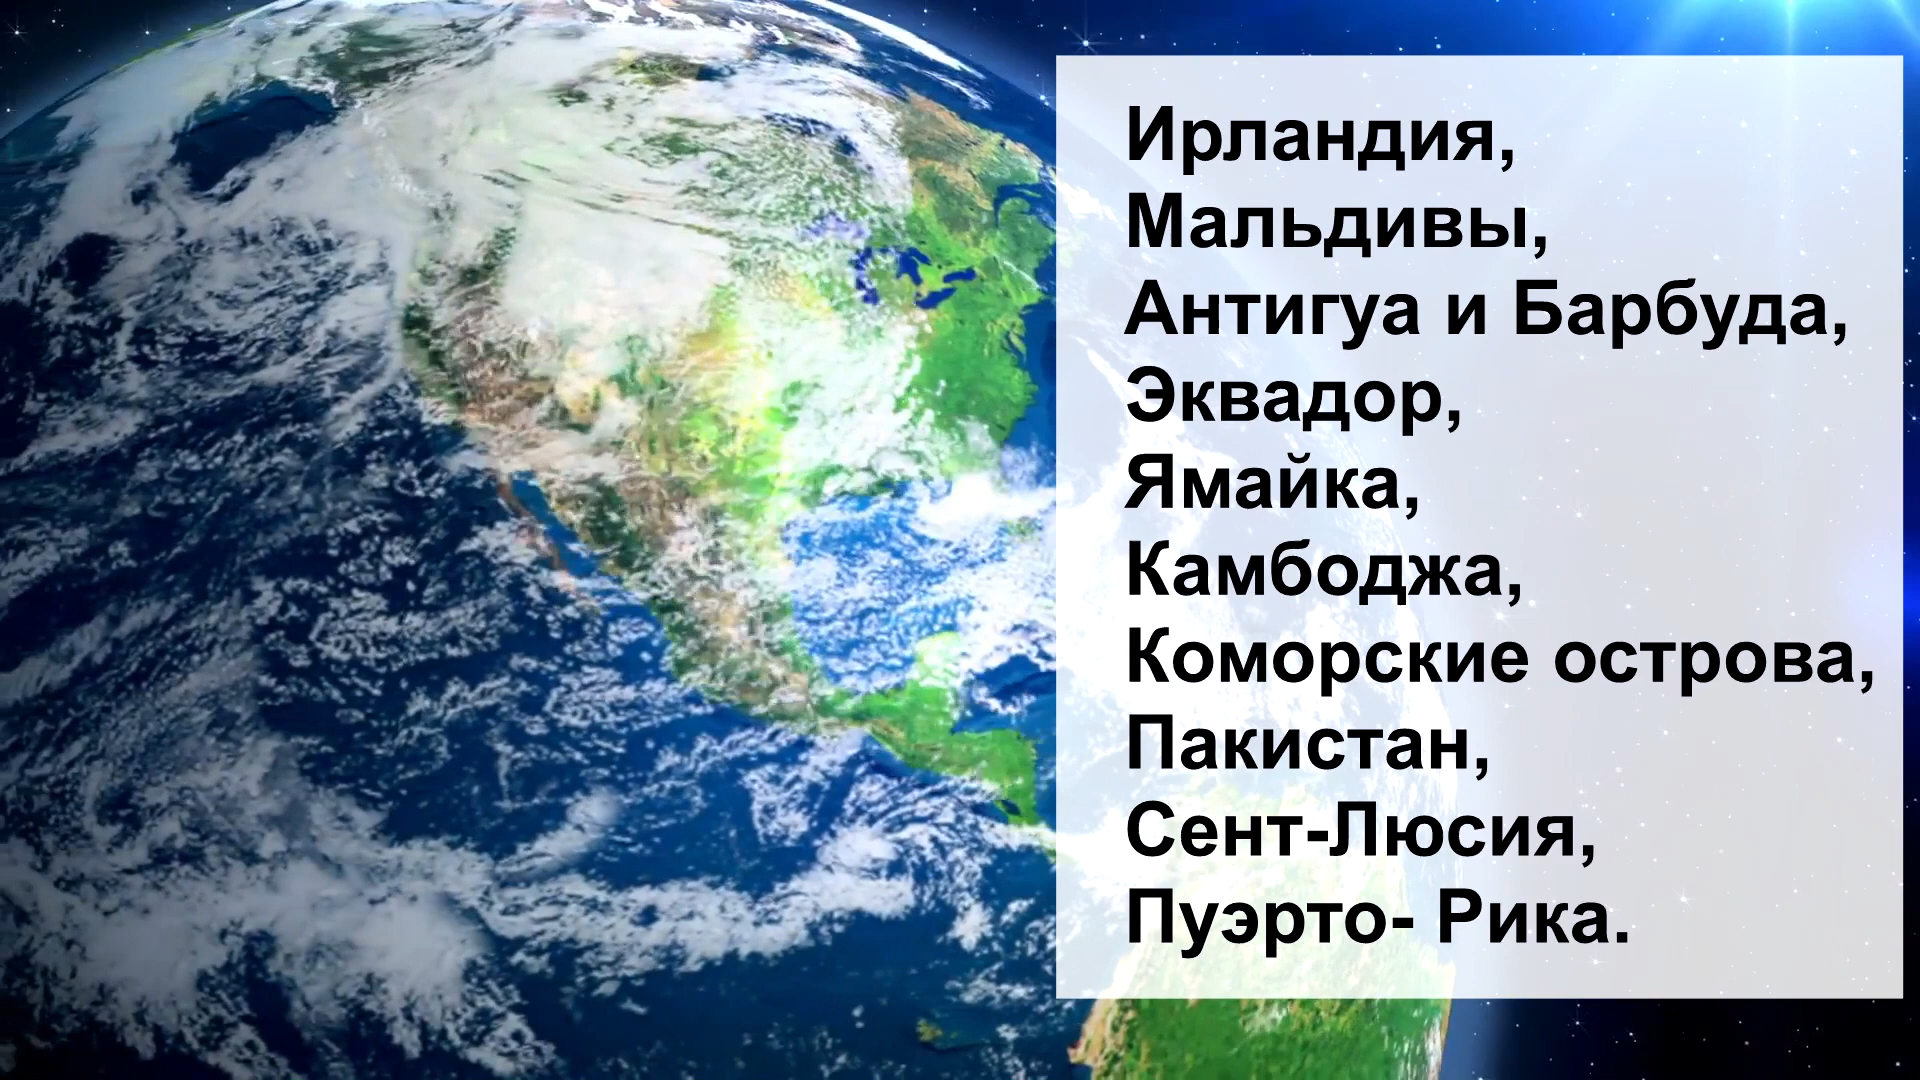 Ирландия,
Мальдивы,
Антигуа и Барбуда,
Эквадор,
Ямайка,
Камбоджа,
Коморские острова,
Пакистан,
Сент-Люсия,
Пуэрто- Рика.